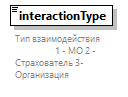 interactionType
Тип взаимодействия
1 - МО 2 -
Страхователь 3-
Организация